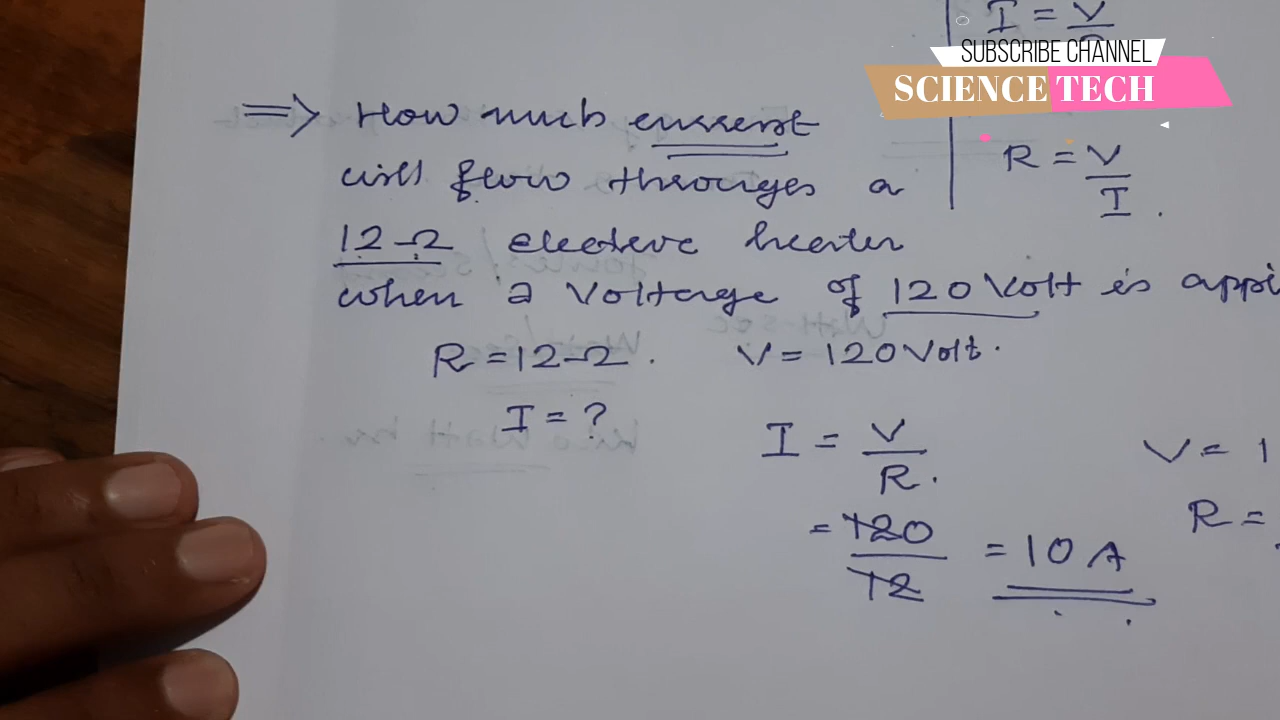 I = V
SUBSCRIBE CHANNEL
SCIENCE TECH
⇒ How much current
will flow through a
R = V
I .
12-Ω electric heater
when a Voltage of 120 Volt is appl
R = 12-Ω . V = 120 Volt.
I = ?
I = V
R.
V = 1
R =
= 120
12
= 10 A